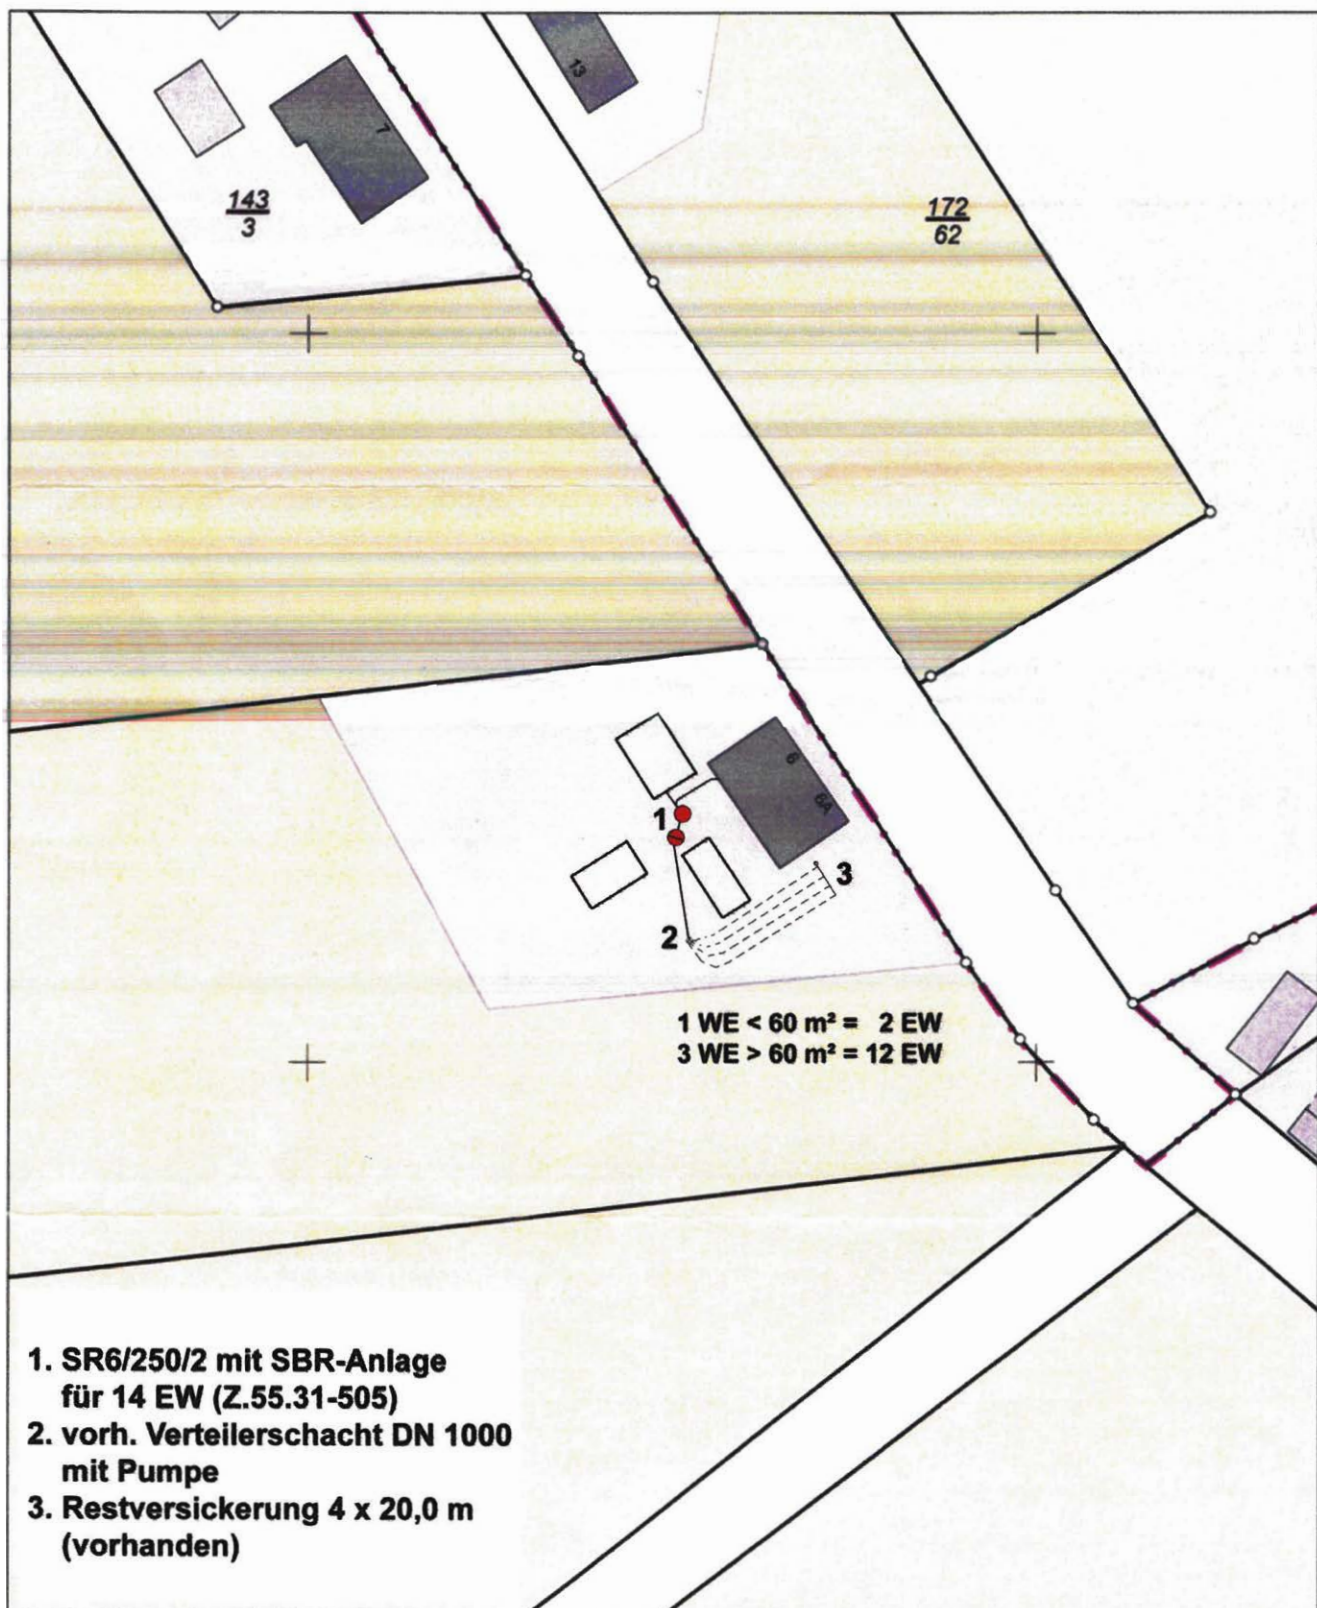 13
7
143
3
172
62
6
6A
1
3
2
1 WE < 60 m² = 2 EW
3 WE > 60 m² = 12 EW
1. SR6/250/2 mit SBR-Anlage
für 14 EW (Z.55.31-505)
2. vorh. Verteilerschacht DN 1000
mit Pumpe
3. Restversickerung 4 x 20,0 m
(vorhanden)